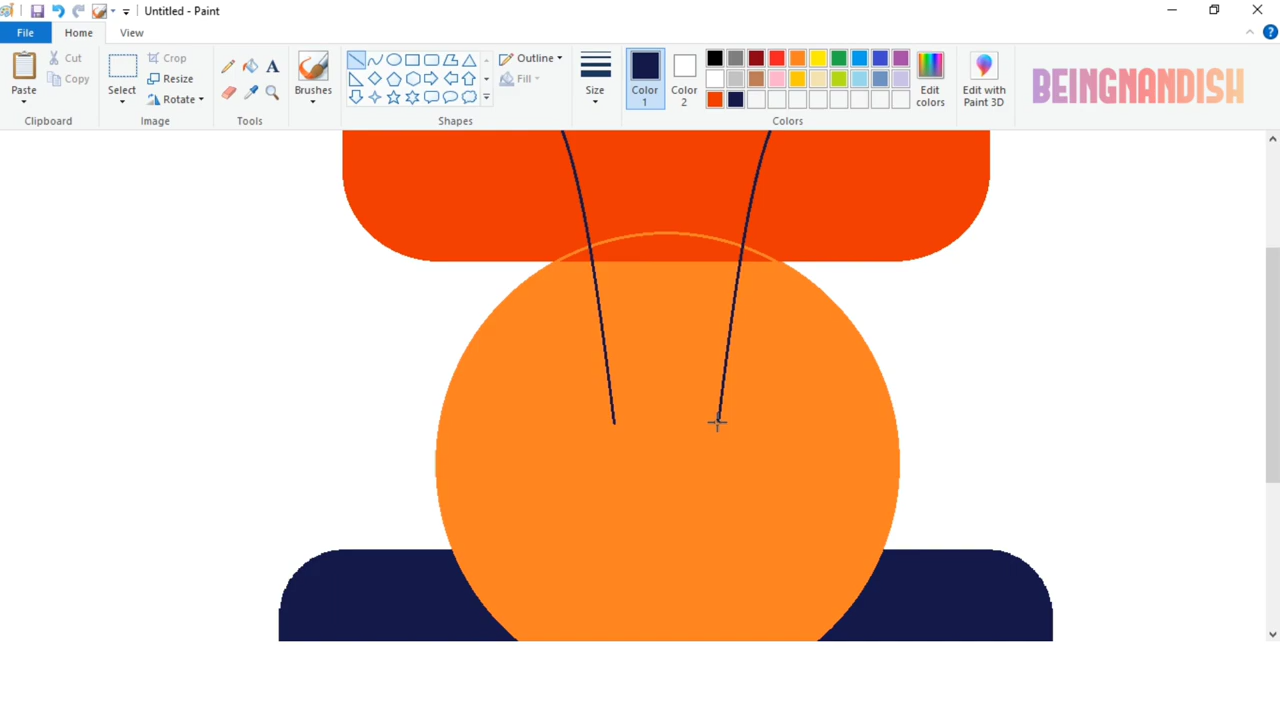 Untitled - Paint
File Home View
Paste
Cut
Copy
Clipboard
Select
Crop
Resize
Rotate
Image
A
Tools
Brushes
Shapes
Outline
Fill
Size
Color 1
Color 2
Colors
Edit colors
Edit with Paint 3D
BEINGNANDISH